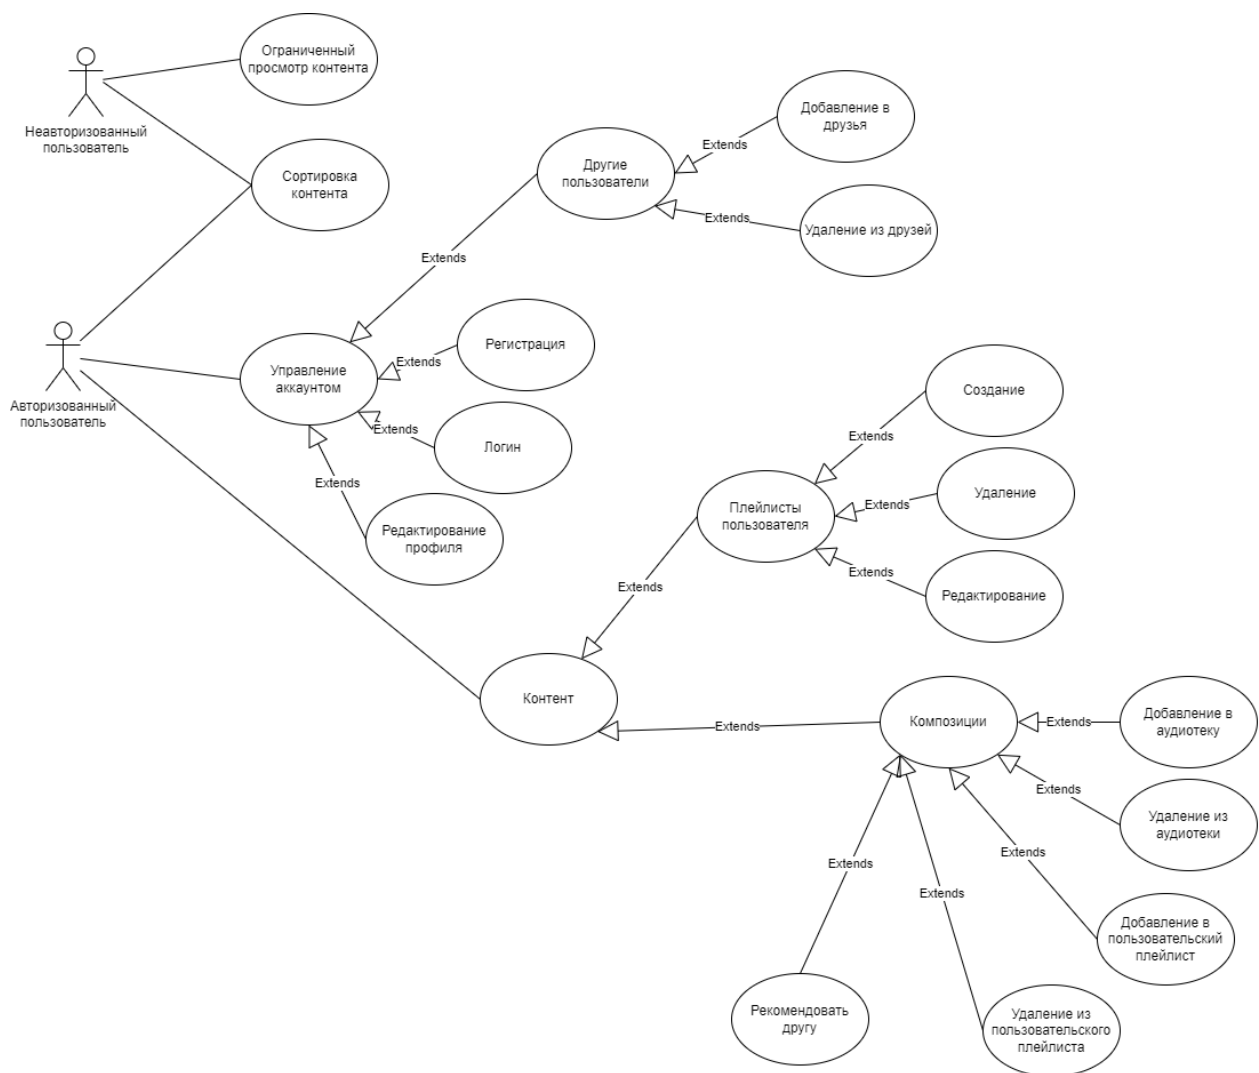 Ограниченный
просмотр контента
Неавторизованный
пользователь
Добавление в
друзья
Extends
Другие
пользователи
Сортировка
контента
Extends
Удаление из друзей
Extends
Регистрация
Управление
аккаунтом
Extends
Авторизованный
пользователь
Extends
Логин
Создание
Extends
Extends
Редактирование
профиля
Плейлисты
пользователя
Extends
Удаление
Extends
Extends
Редактирование
Контент
Extends
Композиции
Extends
Добавление в
аудиотеку
Extends
Удаление из
аудиотеки
Extends
Extends
Extends
Добавление в
пользовательский
плейлист
Рекомендовать
другу
Удаление из
пользовательского
плейлиста